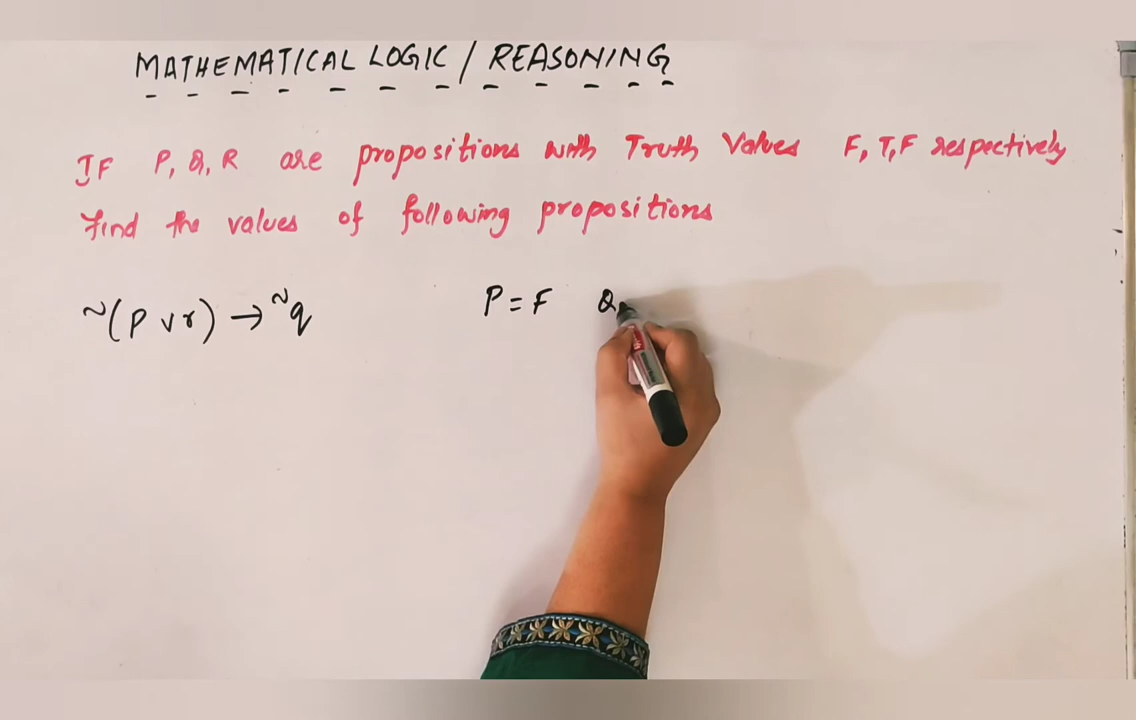 MATHEMATICAL LOGIC / REASONING
IF P, Q, R are propositions with Truth Values F, T, F respectively
find the values of following propositions
~(P ∨ r) → ~q P = F Q